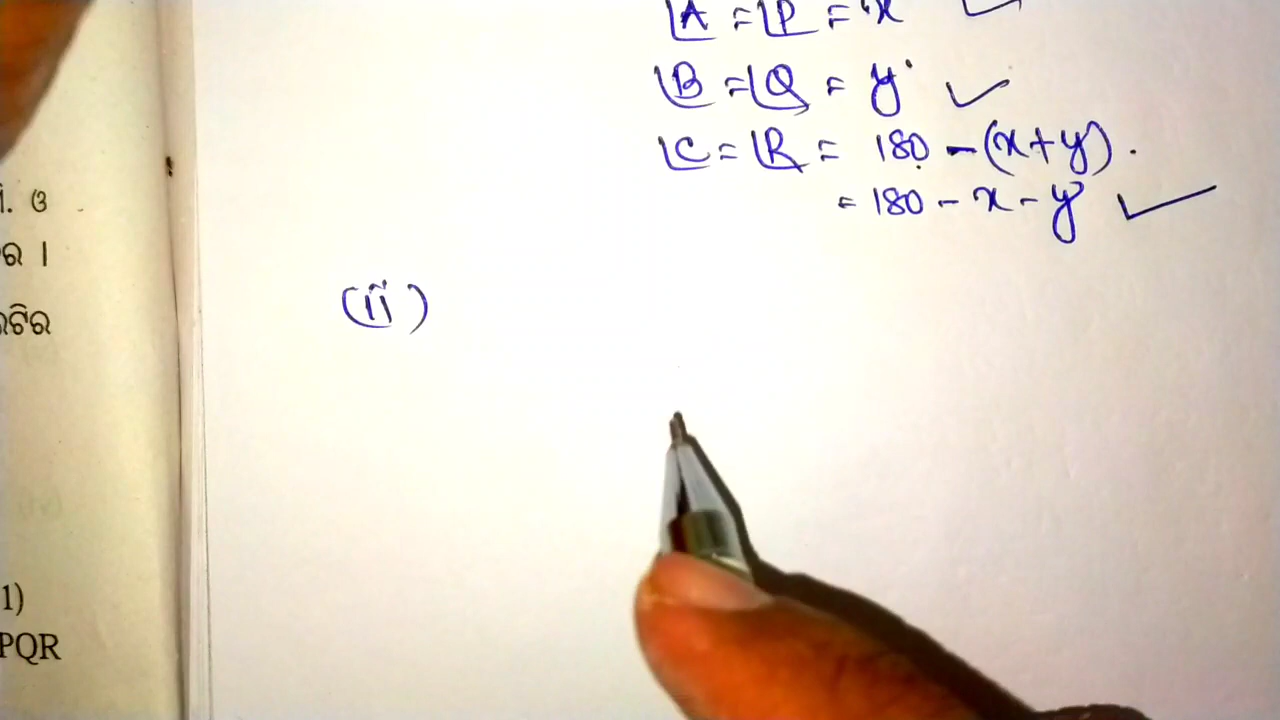 ∠A = ∠P = x
∠B = ∠Q = y
∠C = ∠R = 180 - (x+y).
= 180 - x - y
(ii)
ଓ
ର ।
ଟିର
1)
PQR